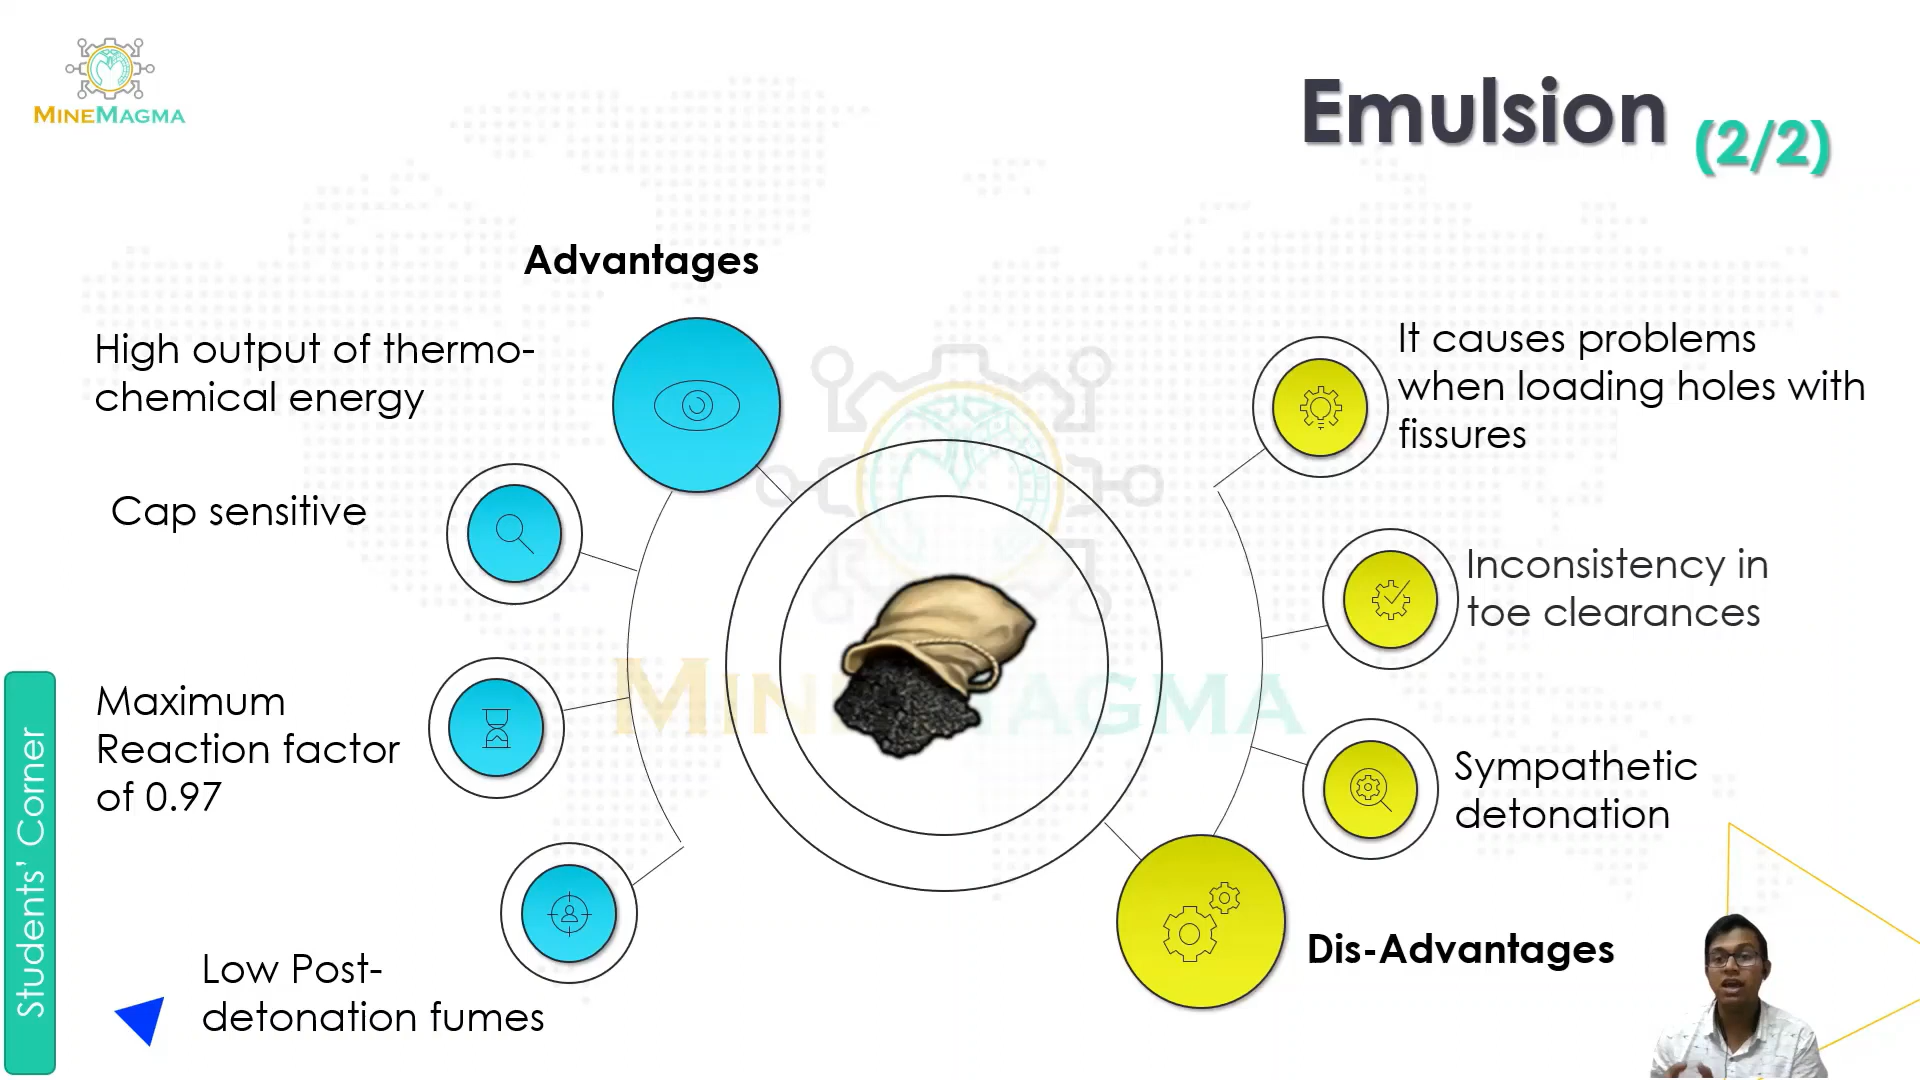 MINEMAGMA
Emulsion (2/2)
Advantages
High output of thermo-
chemical energy
Cap sensitive
Maximum
Reaction factor
of 0.97
Low Post-
detonation fumes
It causes problems
when loading holes with
fissures
Inconsistency in
toe clearances
Sympathetic
detonation
Dis-Advantages
MINEMAGMA
Students' Corner